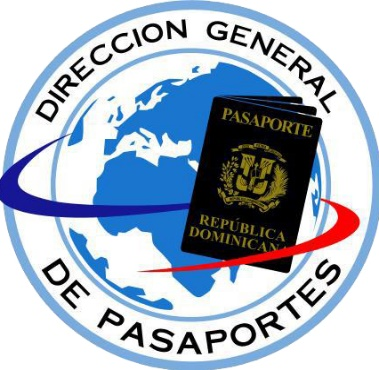 DIRECCION GENERAL
DE PASAPORTES
PASAPORTE
REPÚBLICA
DOMINICANA